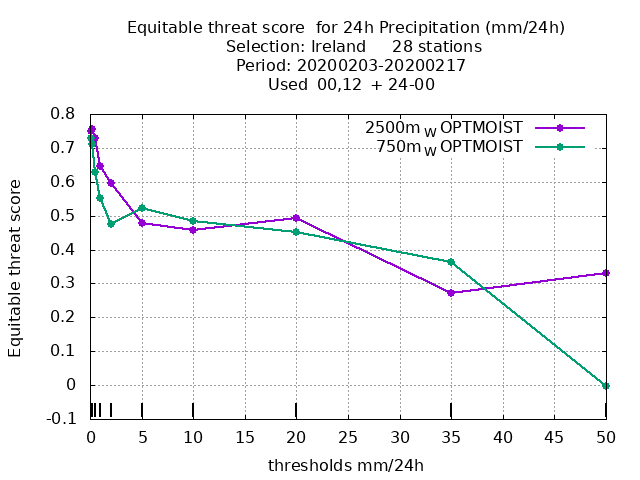 Equitable threat score  for 24h Precipitation (mm/24h)
Selection: Ireland     28 stations
Period: 20200203-20200217
Used  00,12  + 24-00
0.8
0.7
0.6
0.5
0.4
0.3
0.2
0.1
0
-0.1
Equitable threat score
2500m W OPTMOIST
750m W OPTMOIST
0 5 10 15 20 25 30 35 40 45 50
thresholds mm/24h